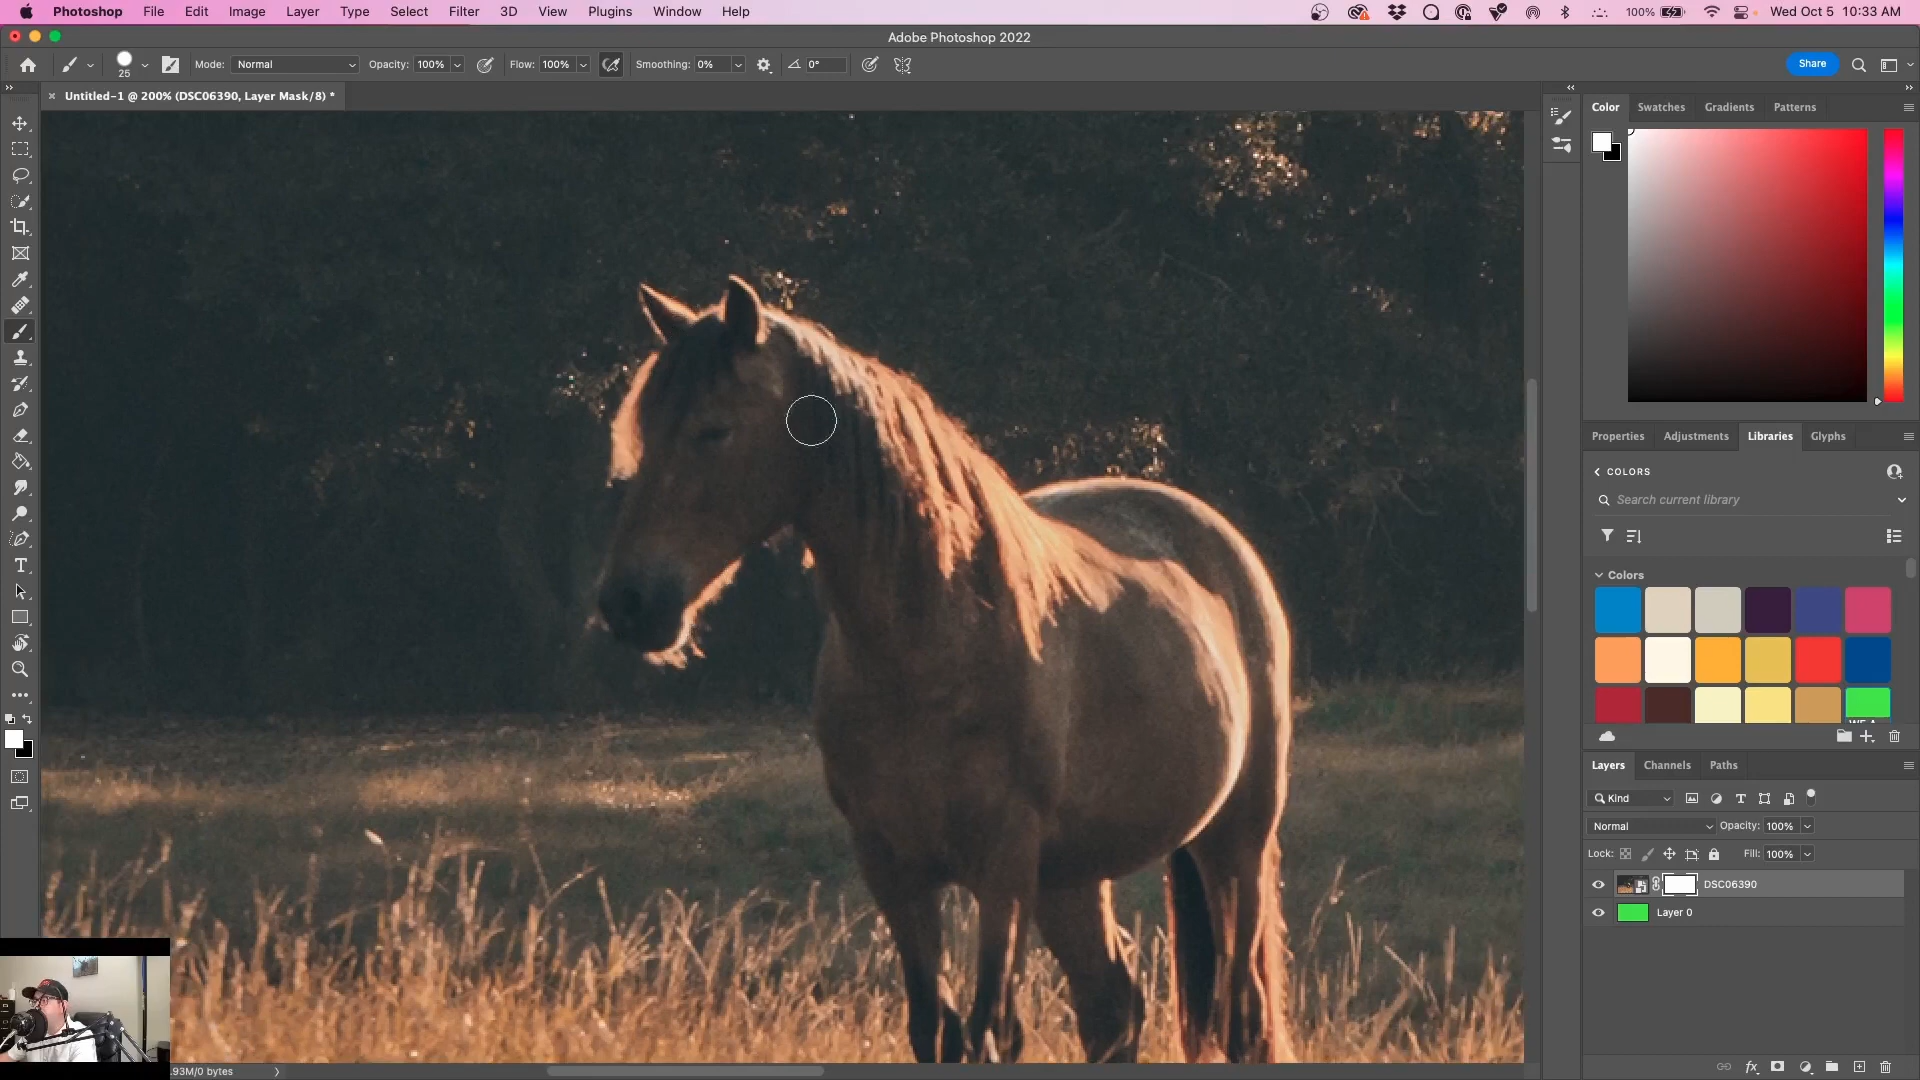 Photoshop File Edit Image Layer Type Select Filter 3D View Plugins Window Help 100% Wed Oct 5 10:33 AM
Adobe Photoshop 2022
25 Mode: Normal Opacity: 100% Flow: 100% Smoothing: 0% 0° Share
Untitled-1 @ 200% (DSC06390, Layer Mask/8) *
Color Swatches Gradients Patterns
Properties Adjustments Libraries Glyphs
COLORS
Search current library
Colors
Layers Channels Paths
Kind
Normal Opacity: 100%
Lock: Fill: 100%
DSC06390
Layer 0
.93M/0 bytes